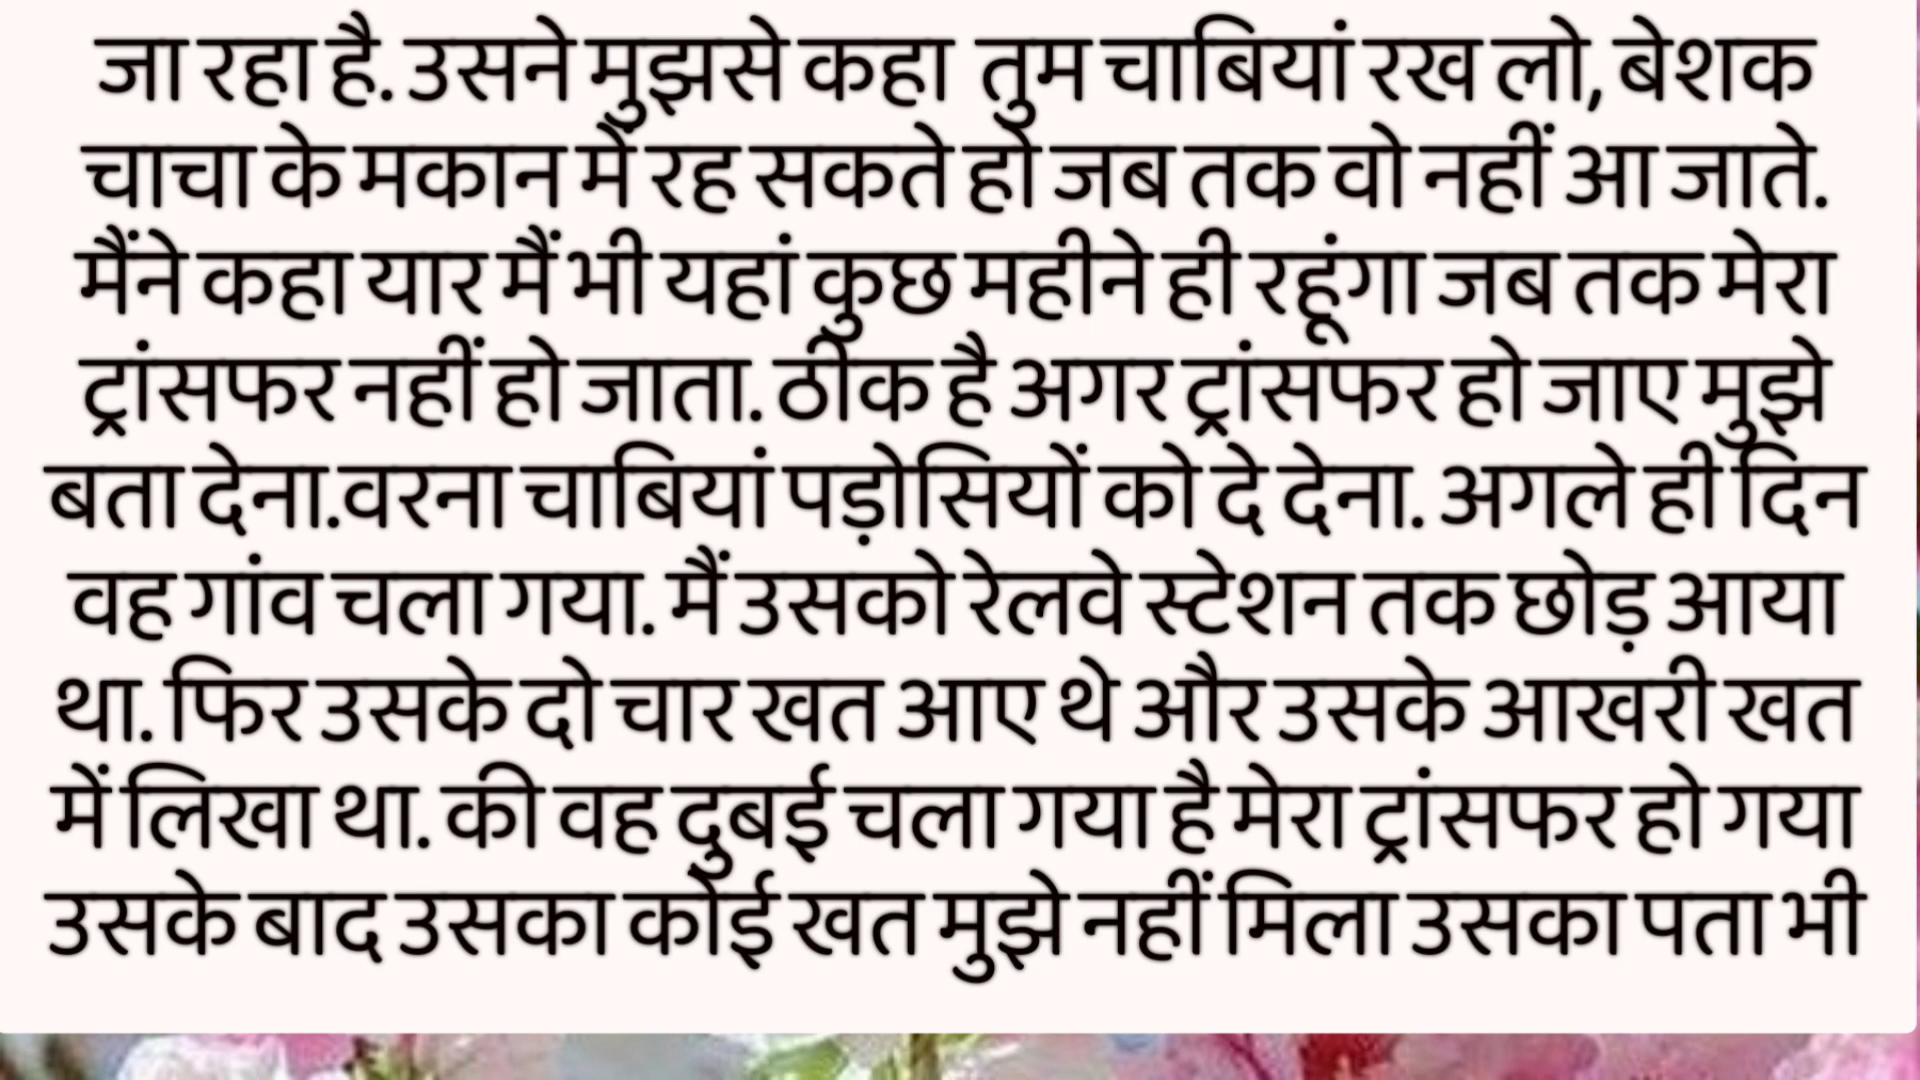 जा रहा है. उसने मुझसे कहा तुम चाबियां रख लो, बेशक
चाचा के मकान में रह सकते हो जब तक वो नहीं आ जाते.
मैंने कहा यार मैं भी यहां कुछ महीने ही रहूंगा जब तक मेरा
ट्रांसफर नहीं हो जाता. ठीक है अगर ट्रांसफर हो जाए मुझे
बता देना.वरना चाबियां पड़ोसियों को दे देना. अगले ही दिन
वह गांव चला गया. मैं उसको रेलवे स्टेशन तक छोड़ आया
था. फिर उसके दो चार खत आए थे और उसके आखरी खत
में लिखा था. की वह दुबई चला गया है मेरा ट्रांसफर हो गया
उसके बाद उसका कोई खत मुझे नहीं मिला उसका पता भी